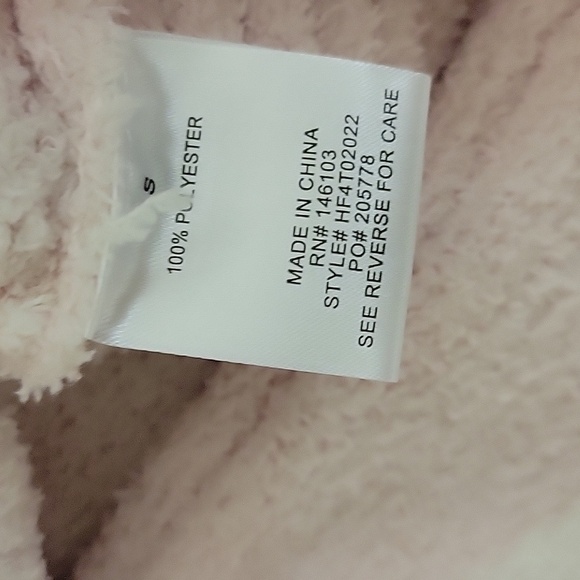 S
100% POLYESTER
MADE IN CHINA
RN# 146103
STYLE# HF4T02022
PO# 205778
SEE REVERSE FOR CARE